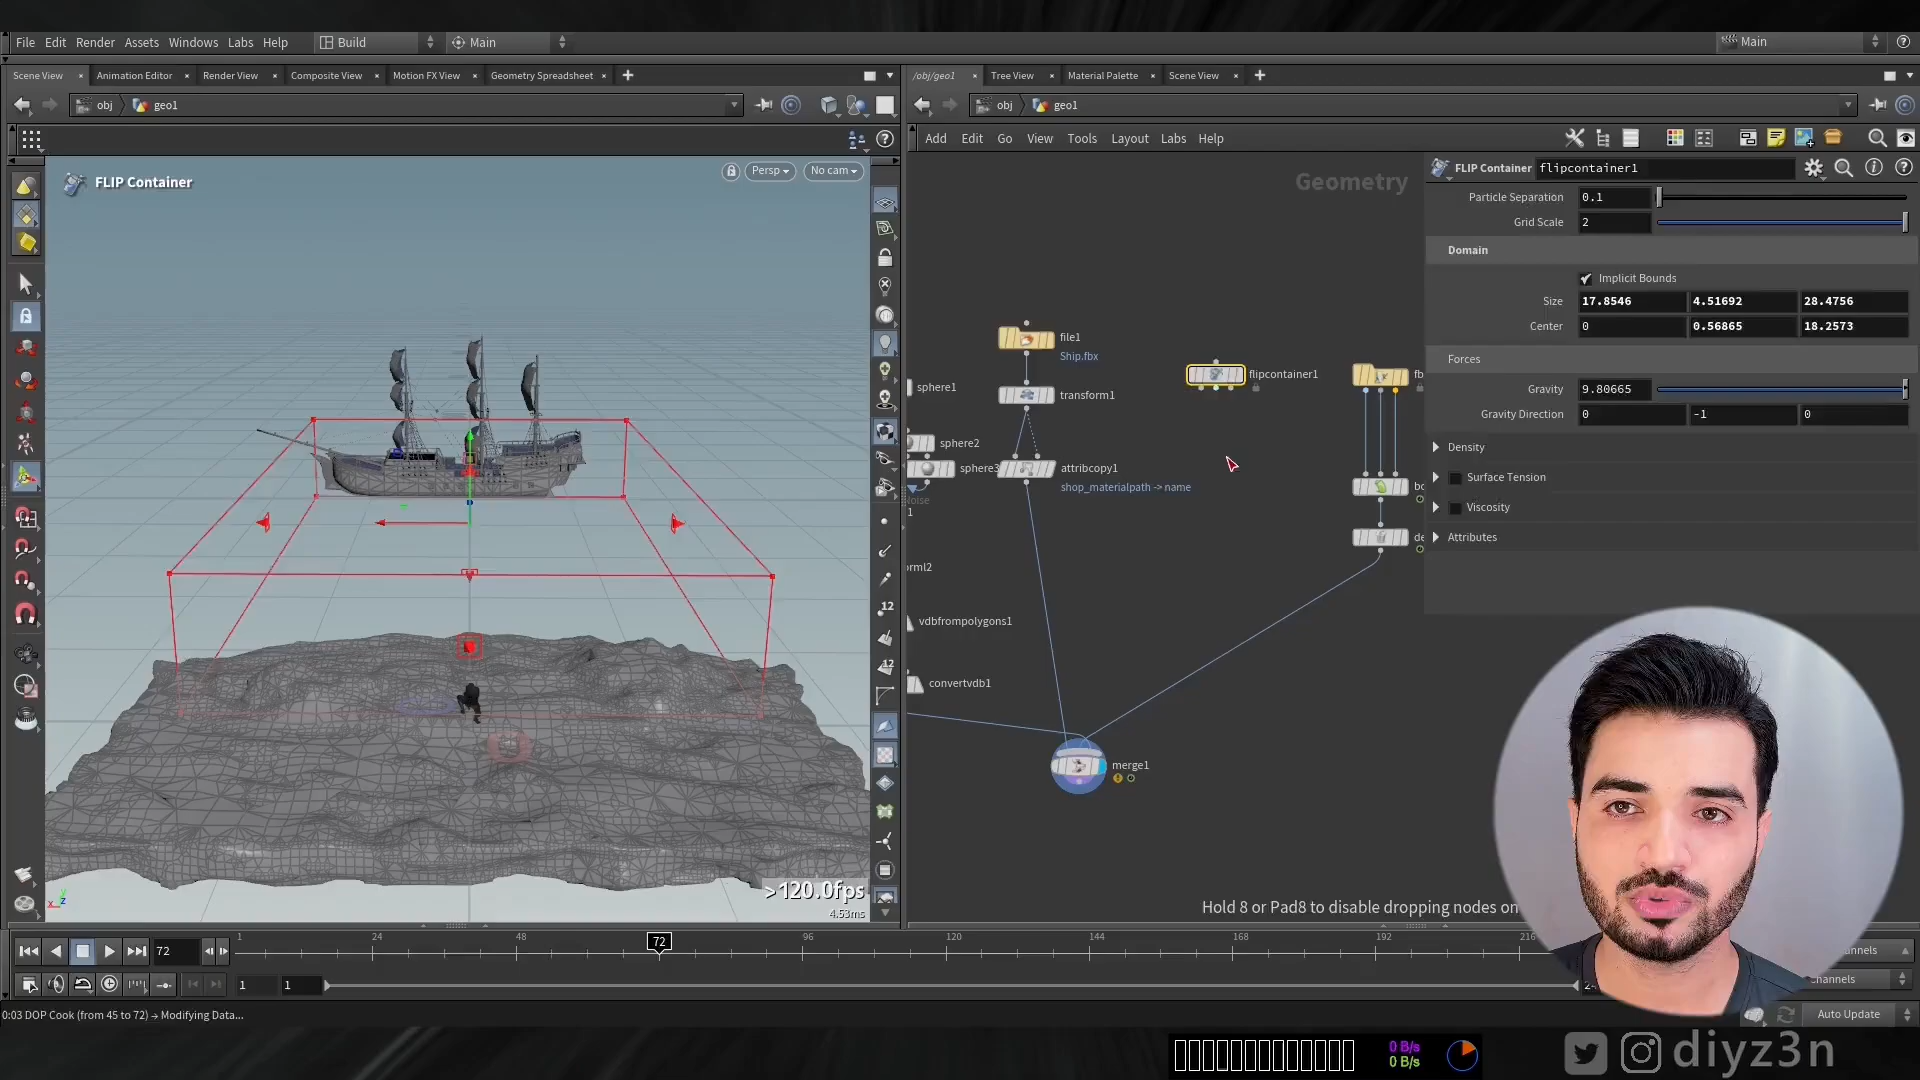 File Edit Render Assets Windows Labs Help Build Main Main
Scene View Animation Editor Render View Composite View Motion FX View Geometry Spreadsheet
/obj/geo1 Tree View Material Palette Scene View
obj geo1
obj geo1
Add Edit Go View Tools Layout Labs Help
FLIP Container
Persp No cam
Geometry
FLIP Container flipcontainer1
Particle Separation 0.1
Grid Scale 2
Domain
Implicit Bounds
Size 17.8546 4.51692 28.4756
Center 0 0.56865 18.2573
Forces
Gravity 9.80665
Gravity Direction 0 -1 0
Density
Surface Tension
Viscosity
Attributes
file1
Ship.fbx
transform1
attribcopy1
shop_materialpath -> name
sphere1
sphere2
sphere3
1
vdbfrompolygons1
convertvdb1
flipcontainer1
merge1
12
12
>120.0fps
4.53ms
Hold 8 or Pad8 to disable dropping nodes on
72
1 24 48 72 96 120 144 168 192 216
1 1
0:03 DOP Cook (from 45 to 72) → Modifying Data...
Auto Update
0 B/s
0 B/s
diyz3n